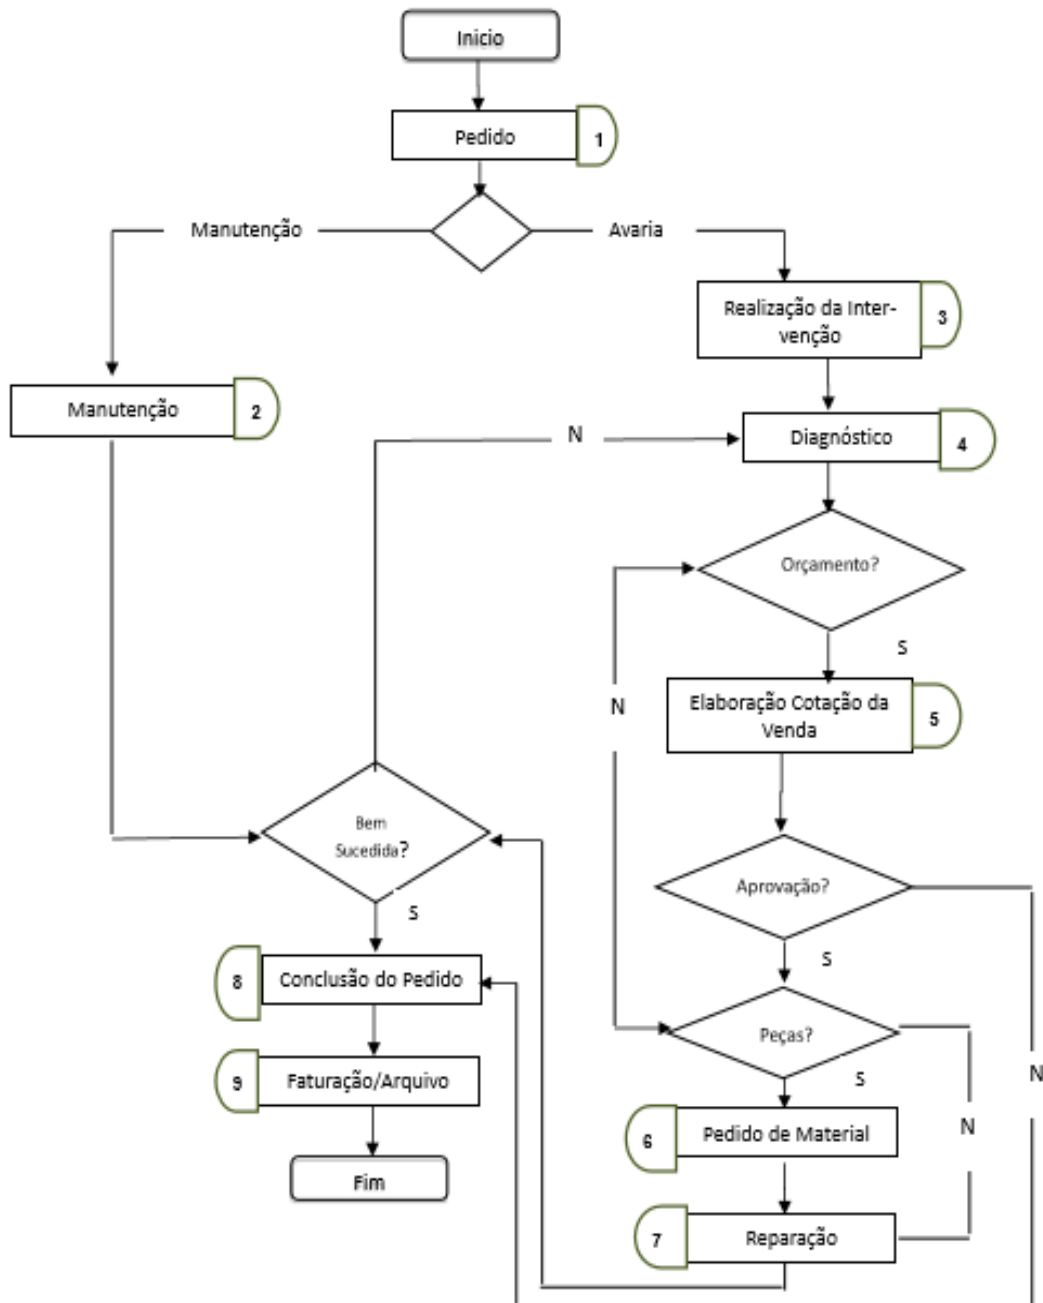 Inicio
Pedido
1
Manutenção
Avaria
Realização da Inter-
venção
3
Manutenção
2
N
Diagnóstico
4
Orçamento?
S
N
Elaboração Cotação da
Venda
5
Bem
Sucedida?
Aprovação?
S
S
8
Conclusão do Pedido
Peças?
S
N
9
Faturação/Arquivo
6
Pedido de Material
N
Fim
7
Reparação